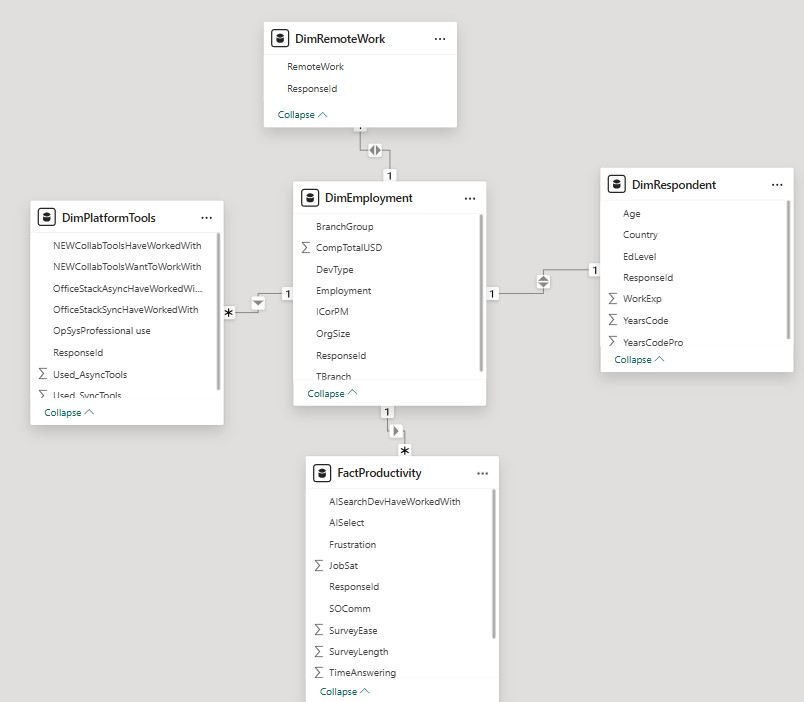 DimRemoteWork
RemoteWork
ResponseId
Collapse
1
DimPlatformTools
NEWCollabToolsHaveWorkedWith
NEWCollabToolsWantToWorkWith
OfficeStackAsyncHaveWorkedWi...
OfficeStackSyncHaveWorkedWith
OpSysProfessional use
ResponseId
Used_AsyncTools
Used_SyncTools
Collapse
*
1
DimEmployment
BranchGroup
CompTotalUSD
DevType
Employment
ICorPM
OrgSize
ResponseId
TBranch
Collapse
1
1
DimRespondent
Age
Country
EdLevel
ResponseId
WorkExp
YearsCode
YearsCodePro
Collapse
1
*
FactProductivity
AISearchDevHaveWorkedWith
AISelect
Frustration
JobSat
ResponseId
SOComm
SurveyEase
SurveyLength
TimeAnswering
Collapse